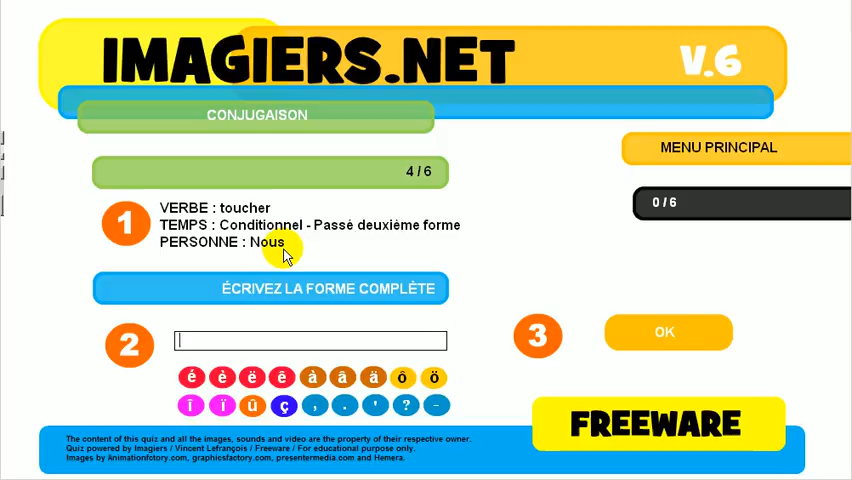 IMAGIERS.NET
V.6
CONJUGAISON
MENU PRINCIPAL
4 / 6
0 / 6
1
VERBE : toucher
TEMPS : Conditionnel - Passé deuxième forme
PERSONNE : Nous
ÉCRIVEZ LA FORME COMPLÈTE
2
3
OK
é è ë ê à â ä ô ö
î ï û ç , . ' ? -
FREEWARE
The content of this quiz and all the images, sounds and video are the property of their respective owner.
Quiz powered by Imagiers / Vincent Lefrançois / Freeware / For educational purpose only.
Images by Animationfctory.com, graphicsfactory.com, presentermedia.com and Hemera.